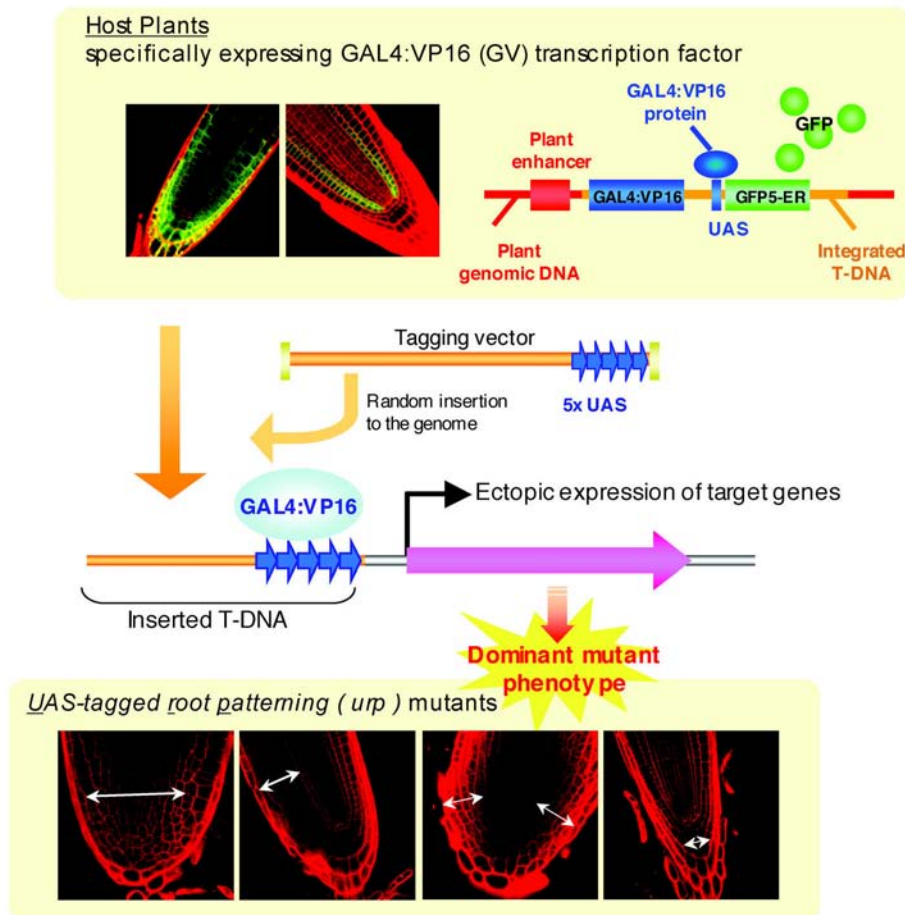 Host Plants
specifically expressing GAL4:VP16 (GV) transcription factor
GAL4:VP16
protein
GFP
Plant
enhancer
GAL4:VP16
GFP5-ER
UAS
Plant
genomic DNA
Integrated
T-DNA
Tagging vector
5x UAS
Random insertion
to the genome
GAL4:VP16
Ectopic expression of target genes
Inserted T-DNA
Dominant mutant
phenotype
UAS-tagged root patterning ( urp ) mutants